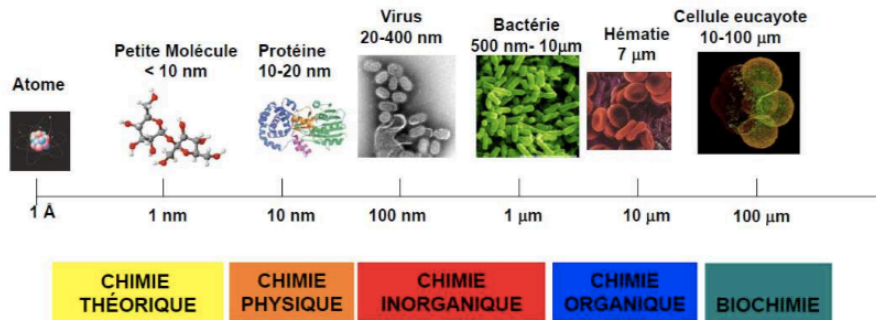 Atome
Petite Molécule
< 10 nm
Protéine
10-20 nm
Virus
20-400 nm
Bactérie
500 nm- 10µm
Hématie
7 µm
Cellule eucayote
10-100 µm
1 Å
1 nm
10 nm
100 nm
1 µm
10 µm
100 µm
CHIMIE
THÉORIQUE
CHIMIE
PHYSIQUE
CHIMIE
INORGANIQUE
CHIMIE
ORGANIQUE
BIOCHIMIE